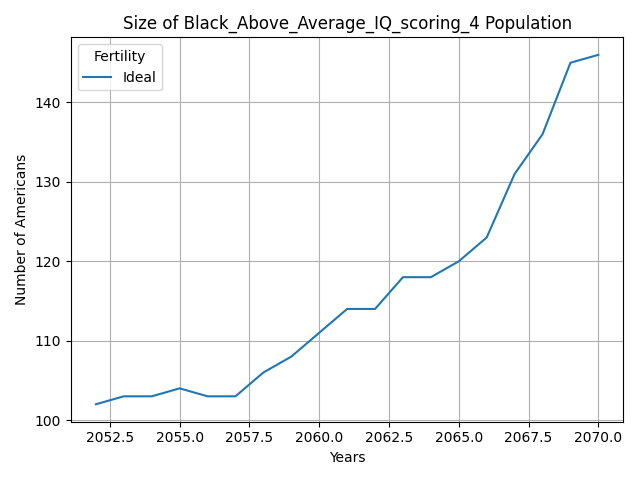 Size of Black_Above_Average_IQ_scoring_4 Population
Fertility
Ideal
Number of Americans
140
130
120
110
100
2052.5 2055.0 2057.5 2060.0 2062.5 2065.0 2067.5 2070.0
Years